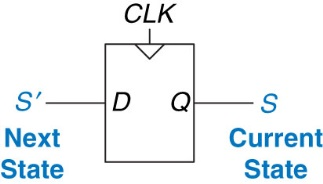 CLK
S′ D Q S
Next Current
State State